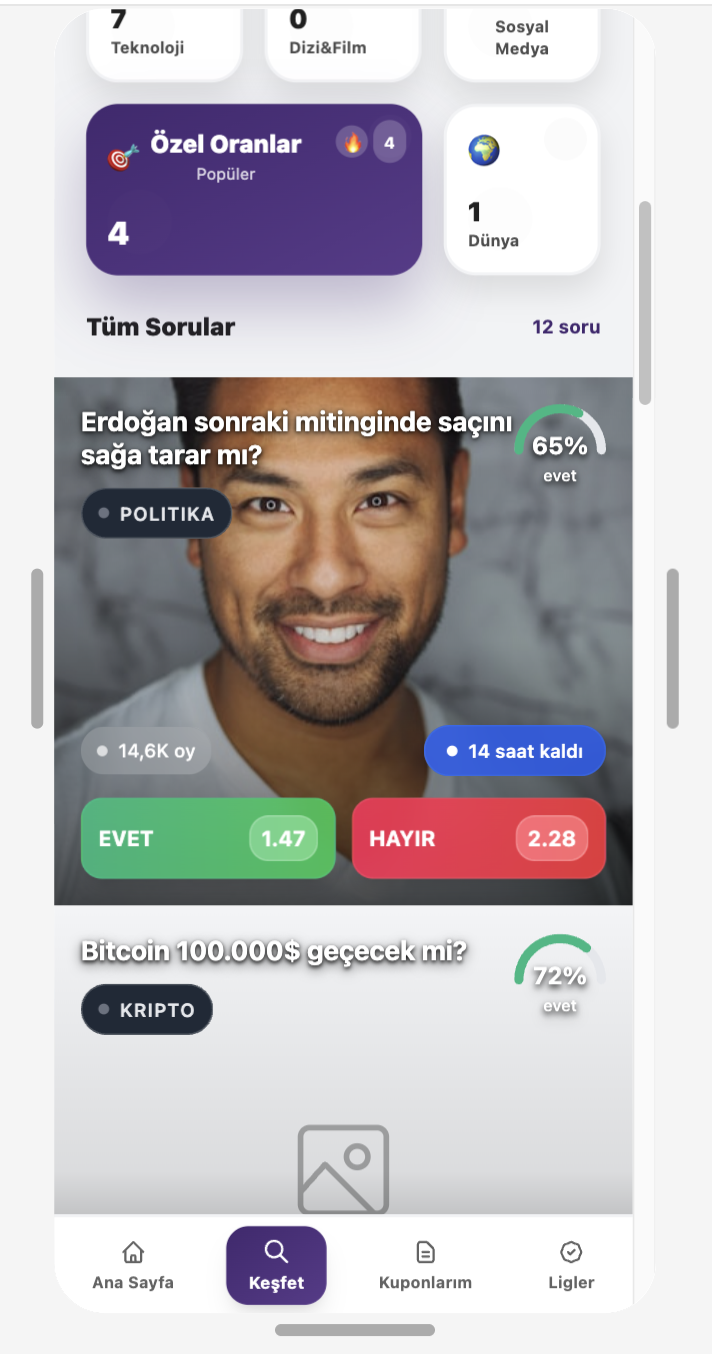 7
Teknoloji
0
Dizi&Film
Sosyal
Medya
Özel Oranlar
4
Popüler
4
1
Dünya
Tüm Sorular
12 soru
Erdoğan sonraki mitinginde saçını
sağa tarar mı?
65%
evet
POLITIKA
14,6K oy
14 saat kaldı
EVET
1.47
HAYIR
2.28
Bitcoin 100.000$ geçecek mi?
72%
evet
KRIPTO
Ana Sayfa
Keşfet
Kuponlarım
Ligler